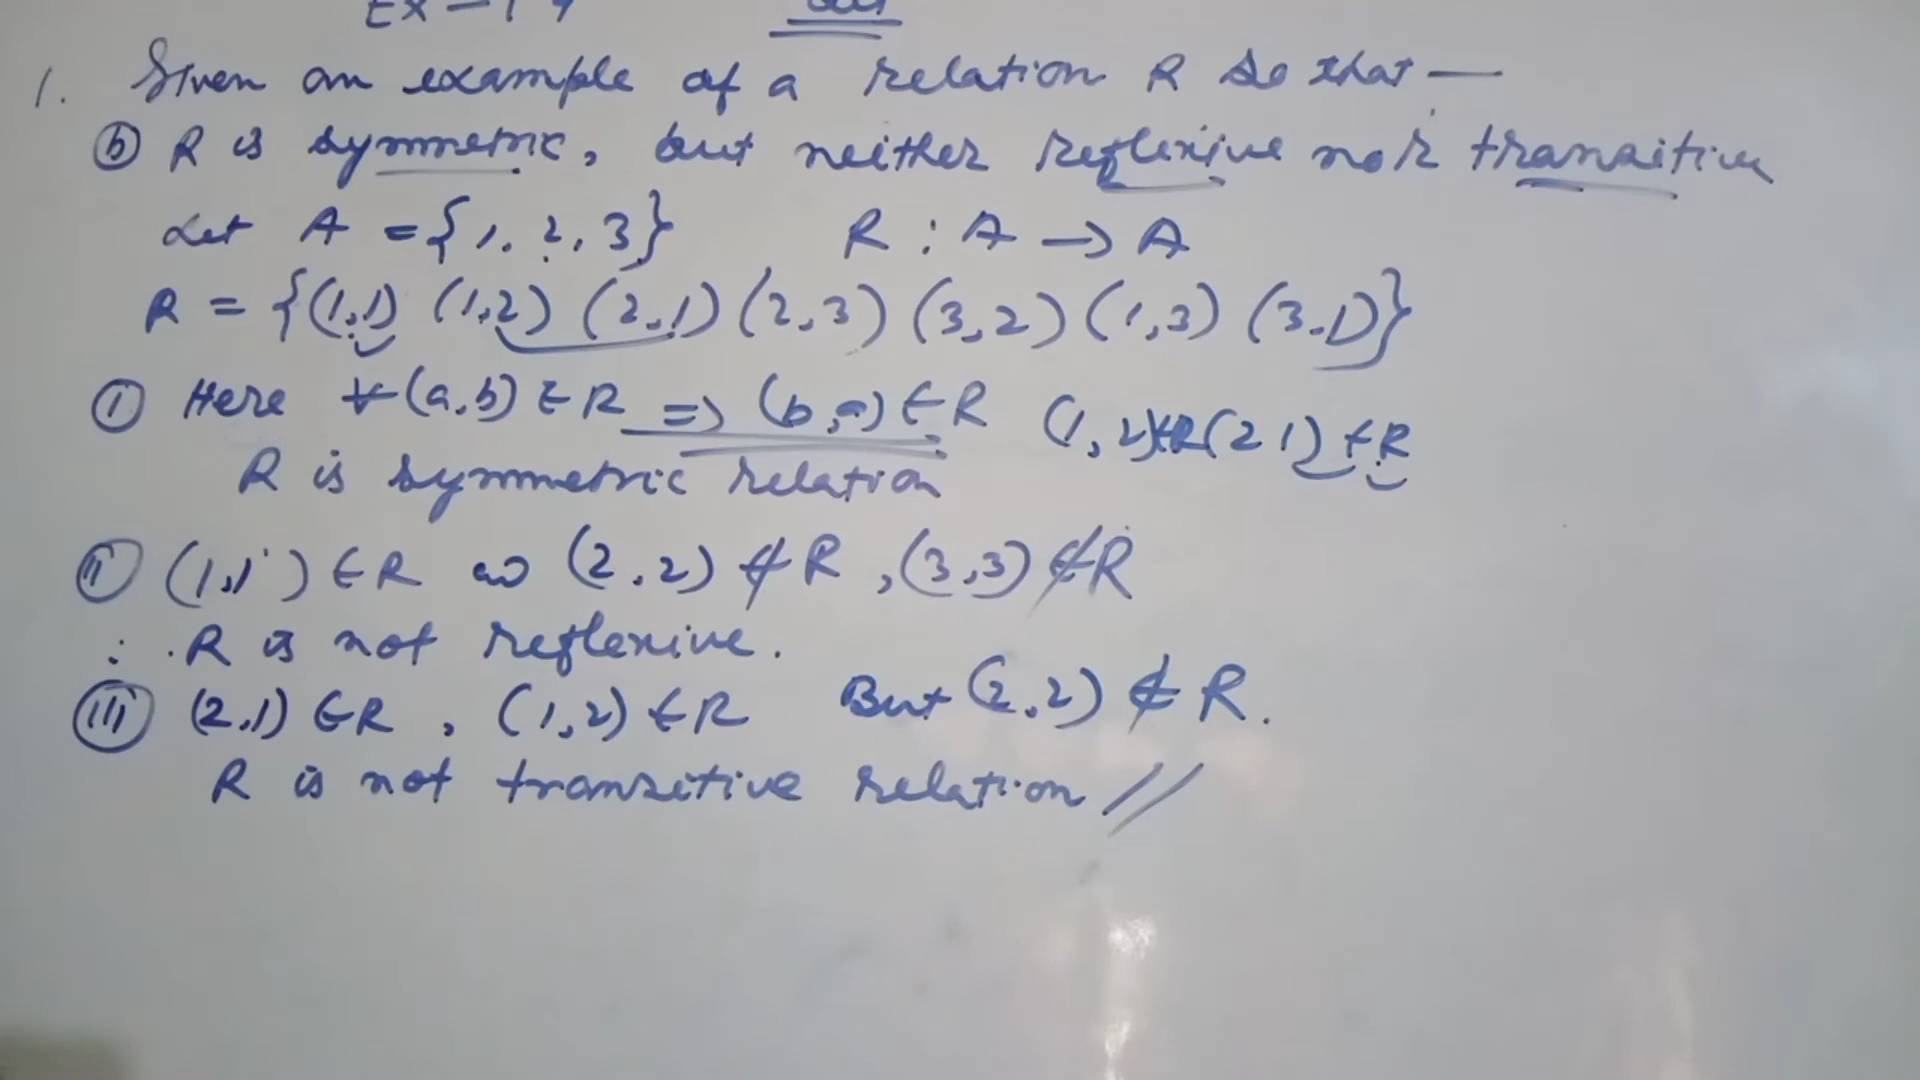 1. Given an example of a relation R so that —
ⓑ R is symmetric, but neither reflexive nor transitive
Let A = {1, 2, 3} R : A → A
R = {(1,1) (1,2) (2,1) (2,3) (3,2) (1,3) (3,1)}
ⓘ Here ∀ (a,b) ∈ R ⇒ (b,a) ∈ R (1,2) ∈ R (2 1) ∈ R
R is symmetric relation
ⓘⓘ (1,1) ∈ R (2,2) ∉ R , (3,3) ∉ R
∴ R is not reflexive.
(iii) (2,1) ∈ R , (1,2) ∈ R But (2,2) ∉ R.
R is not transitive relation //